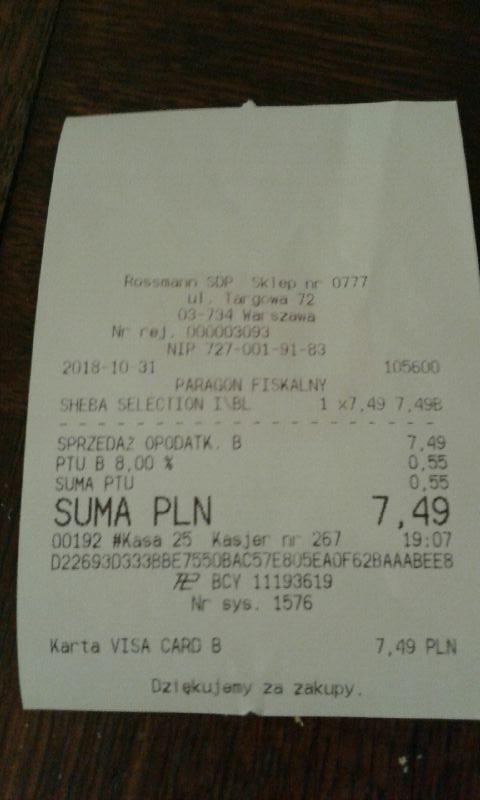 Rossmann SDP Sklep nr 0777
ul. Targowa 72
03-734 Warszawa
Nr rej. 000003093
NIP 727-001-91-83
2018-10-31 105600
PARAGON FISKALNY
SHEBA SELECTION I\BL 1 x7,49 7,49B
SPRZEDAŻ OPODATK. B 7,49
PTU B 8,00 % 0,55
SUMA PTU 0,55
SUMA PLN 7,49
00192 #Kasa 25 Kasjer nr 267 19:07
D22693D333BBE7550BAC57E805EA0F62BAAABEE8
BCY 11193619
Nr sys. 1576
Karta VISA CARD B 7,49 PLN
Dziękujemy za zakupy.